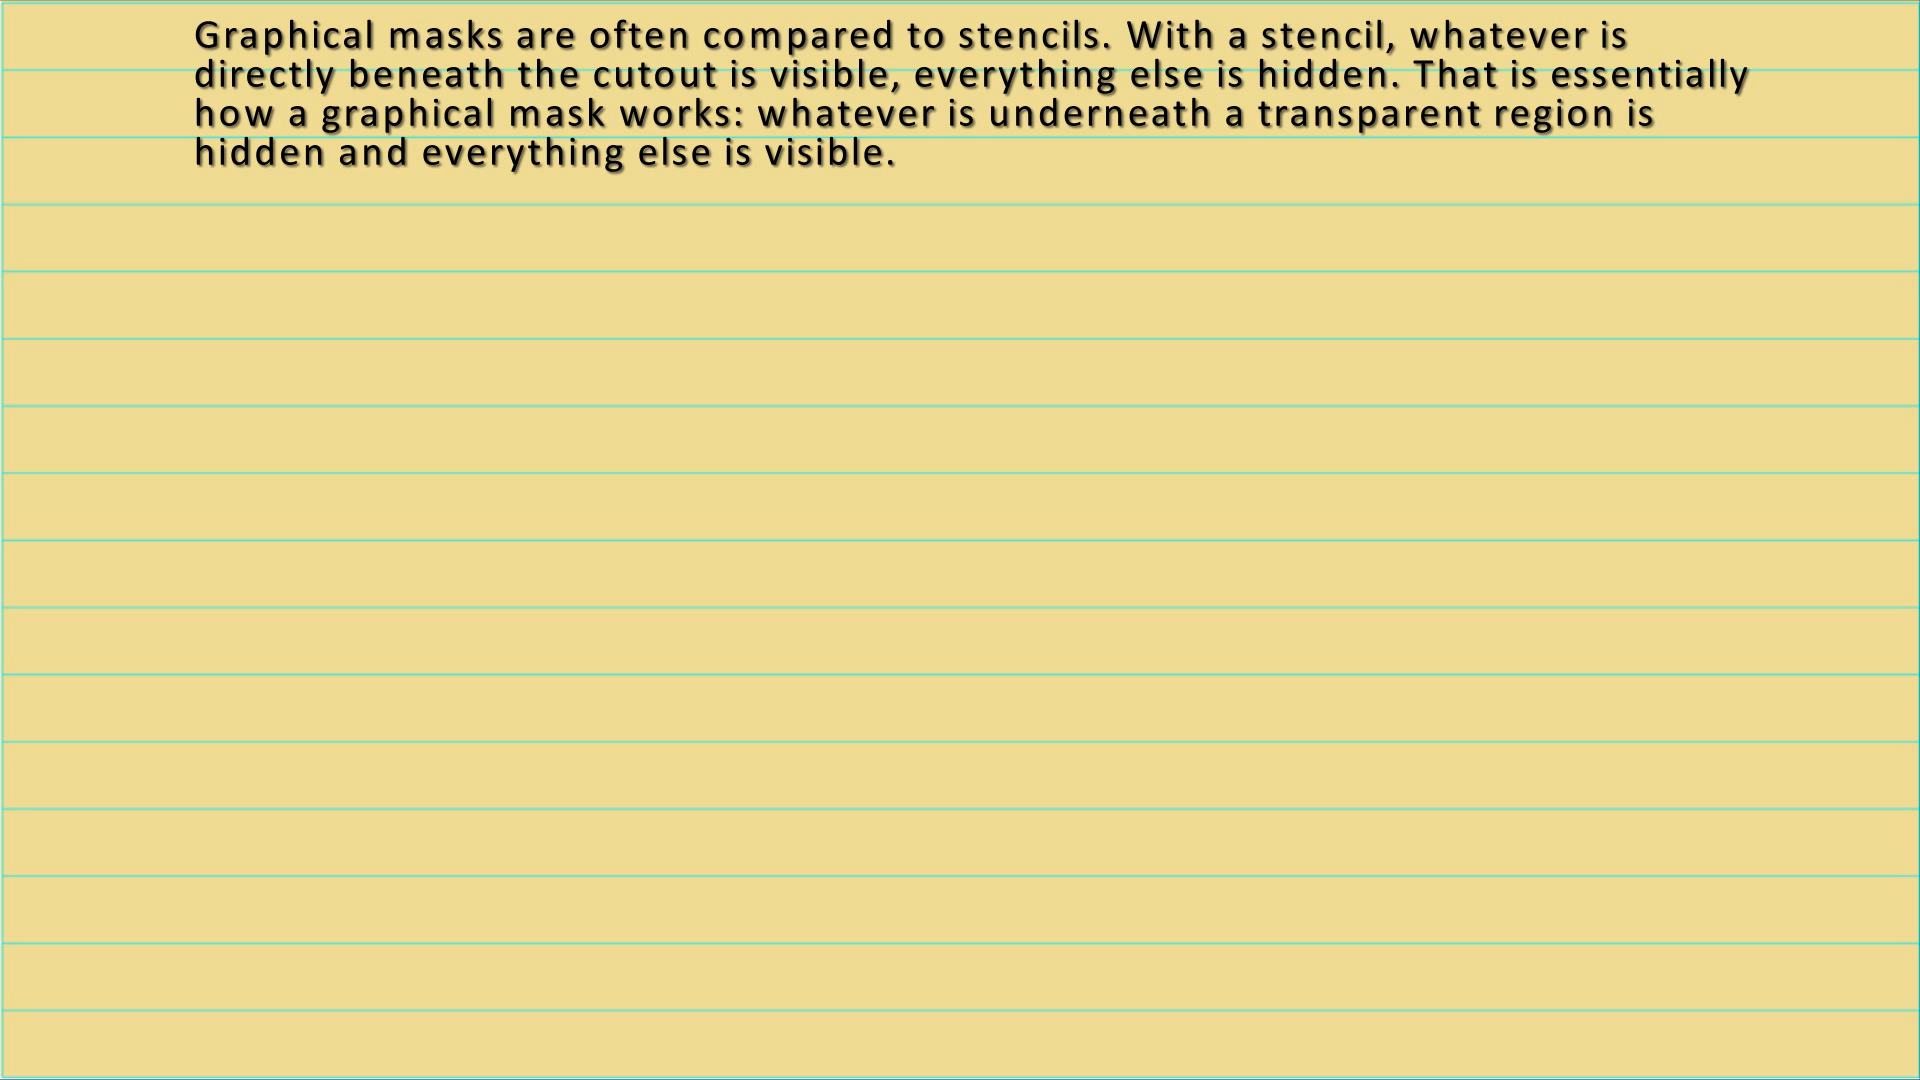 Graphical masks are often compared to stencils. With a stencil, whatever is
directly beneath the cutout is visible, everything else is hidden. That is essentially
how a graphical mask works: whatever is underneath a transparent region is
hidden and everything else is visible.